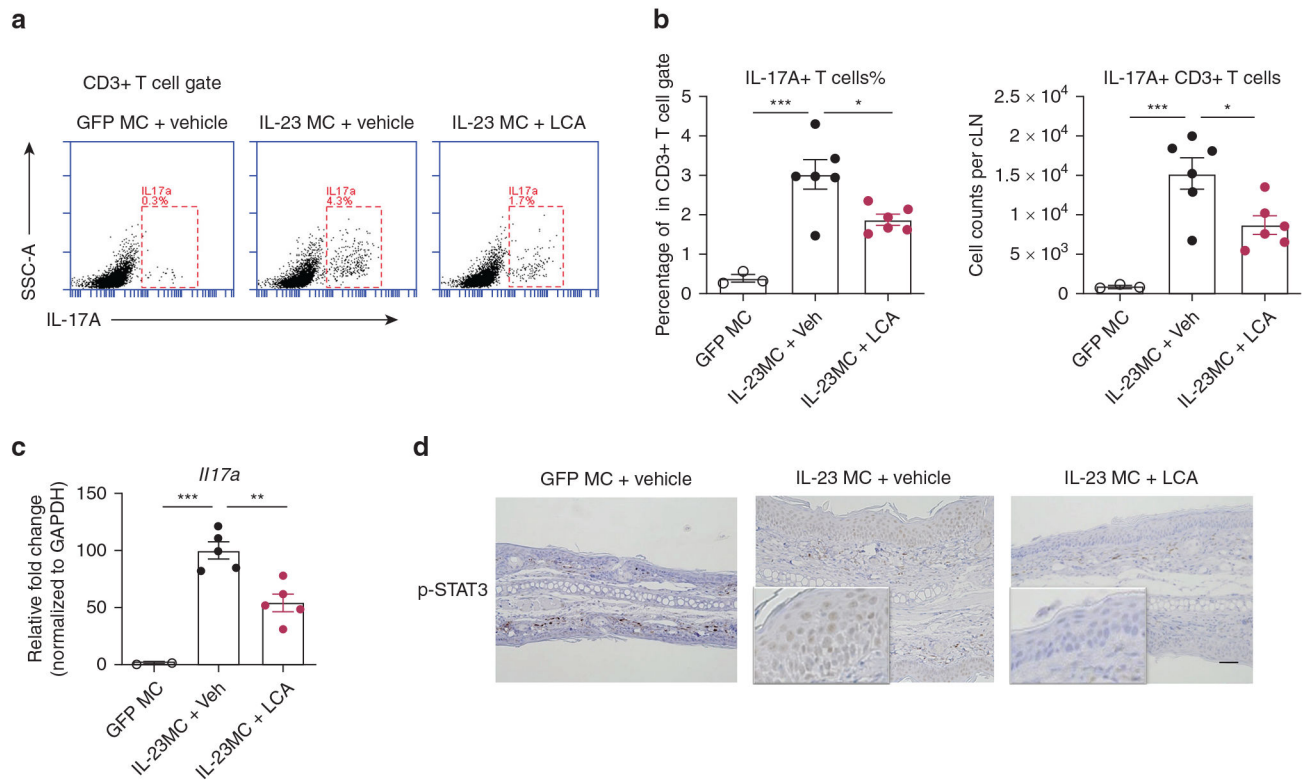 a
CD3+ T cell gate
GFP MC + vehicle
IL-23 MC + vehicle
IL-23 MC + LCA
SSC-A
IL17a
0.3%
IL17a
4.3%
IL17a
1.7%
IL-17A
b
IL-17A+ T cells%
Percentage of in CD3+ T cell gate
5
4
3
2
1
0
***
*
GFP MC
IL-23MC + Veh
IL-23MC + LCA
IL-17A+ CD3+ T cells
Cell counts per cLN
2.5 × 10⁴
2 × 10⁴
1.5 × 10⁴
1 × 10⁴
5 × 10³
0
***
*
GFP MC
IL-23MC + Veh
IL-23MC + LCA
c
Il17a
Relative fold change
(normalized to GAPDH)
150
100
50
0
***
**
GFP MC
IL-23MC + Veh
IL-23MC + LCA
d
GFP MC + vehicle
IL-23 MC + vehicle
IL-23 MC + LCA
p-STAT3